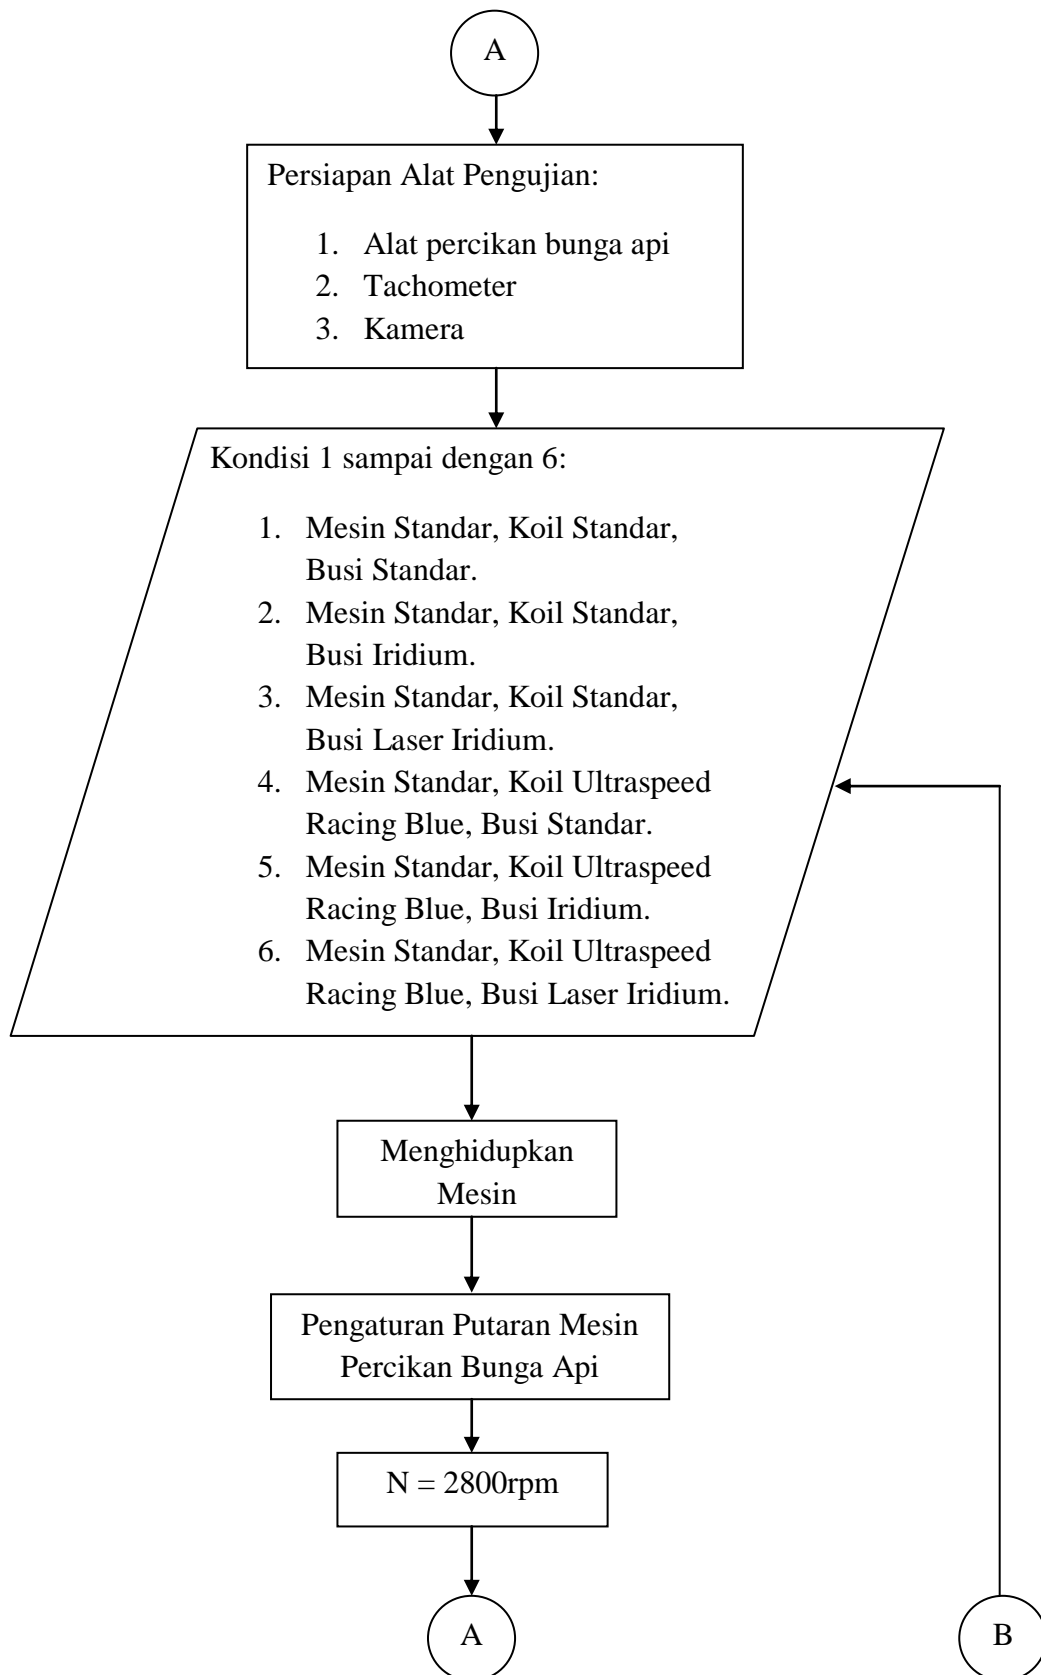 A
Persiapan Alat Pengujian:
1. Alat percikan bunga api
2. Tachometer
3. Kamera
Kondisi 1 sampai dengan 6:
1. Mesin Standar, Koil Standar,
Busi Standar.
2. Mesin Standar, Koil Standar,
Busi Iridium.
3. Mesin Standar, Koil Standar,
Busi Laser Iridium.
4. Mesin Standar, Koil Ultraspeed
Racing Blue, Busi Standar.
5. Mesin Standar, Koil Ultraspeed
Racing Blue, Busi Iridium.
6. Mesin Standar, Koil Ultraspeed
Racing Blue, Busi Laser Iridium.
Menghidupkan
Mesin
Pengaturan Putaran Mesin
Percikan Bunga Api
N = 2800rpm
A
B